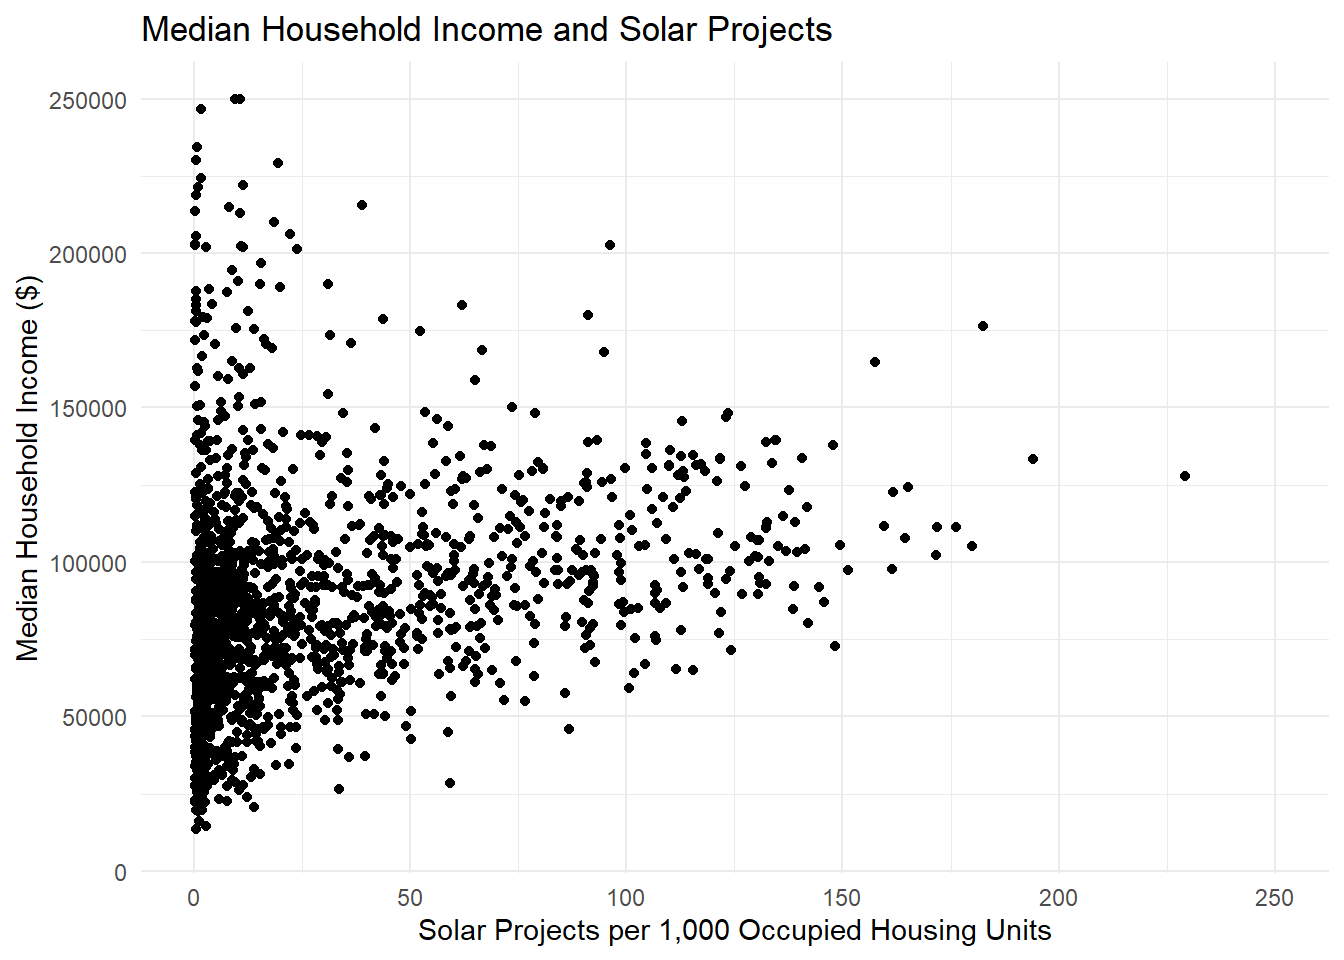 Median Household Income and Solar Projects
250000
200000
150000
100000
50000
0
Median Household Income ($)
0 50 100 150 200 250
Solar Projects per 1,000 Occupied Housing Units